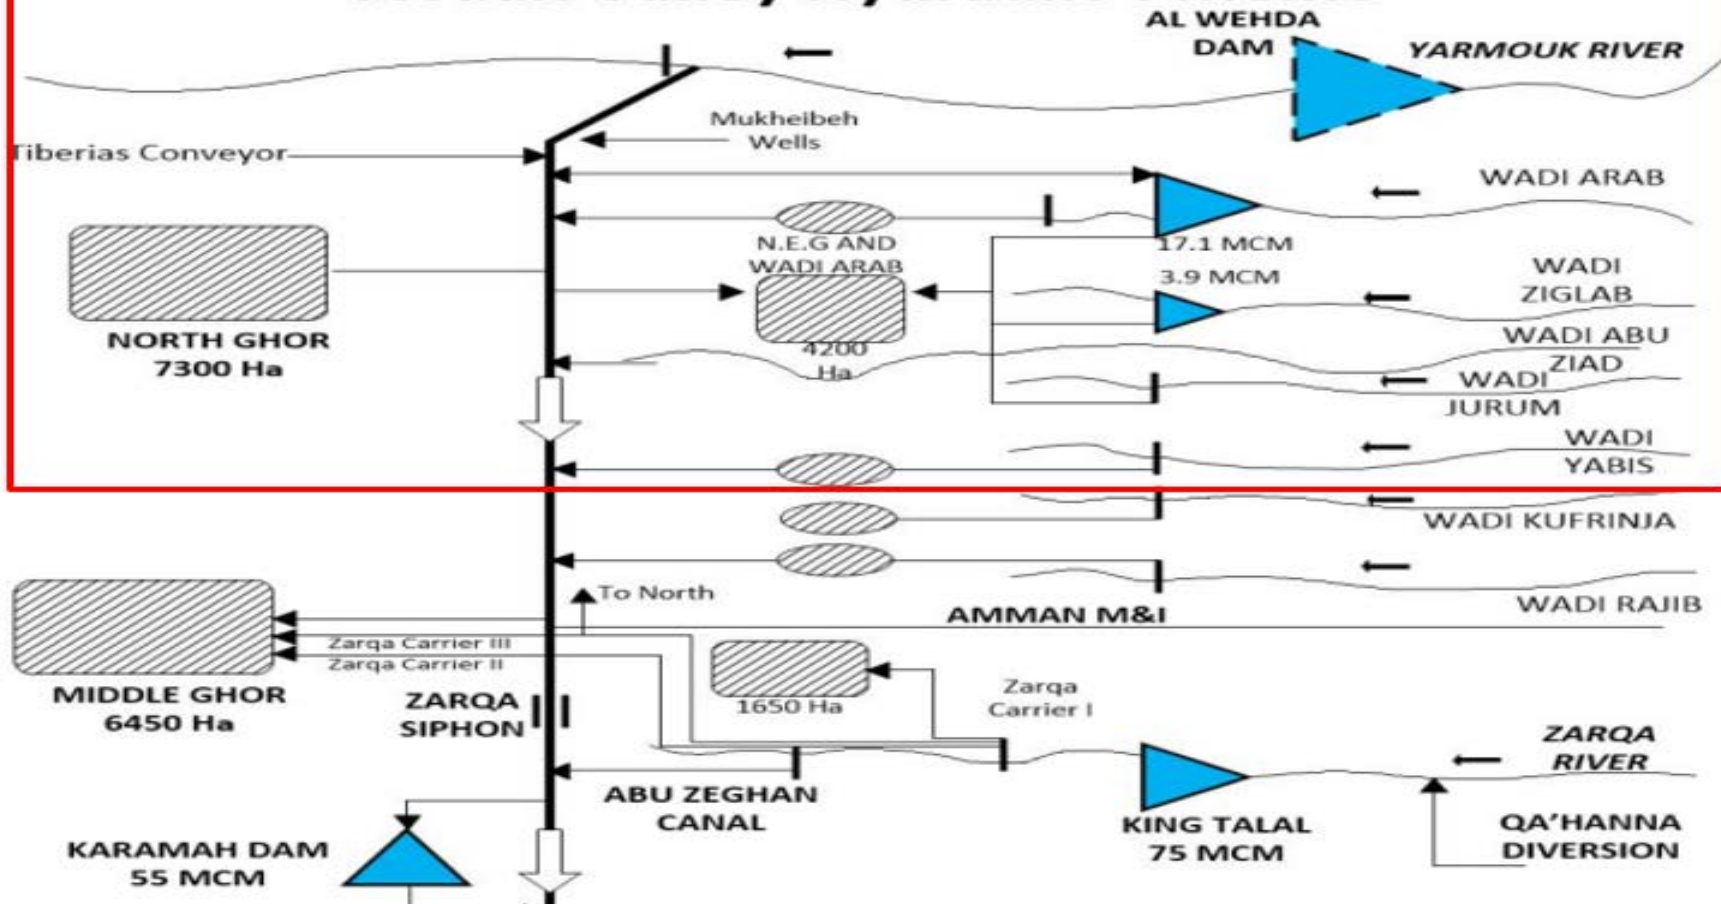 AL WEHDA
DAM
YARMOUK RIVER
Mukheibeh
Wells
Tiberias Conveyor
WADI ARAB
N.E.G AND
WADI ARAB
17.1 MCM
3.9 MCM
WADI
ZIGLAB
NORTH GHOR
7300 Ha
4200
Ha
WADI ABU
ZIAD
WADI
JURUM
WADI
YABIS
WADI KUFRINJA
To North
AMMAN M&I
WADI RAJIB
Zarqa Carrier III
Zarqa Carrier II
MIDDLE GHOR
6450 Ha
ZARQA
SIPHON
1650 Ha
Zarqa
Carrier I
ZARQA
RIVER
ABU ZEGHAN
CANAL
KING TALAL
75 MCM
QA'HANNA
DIVERSION
KARAMAH DAM
55 MCM